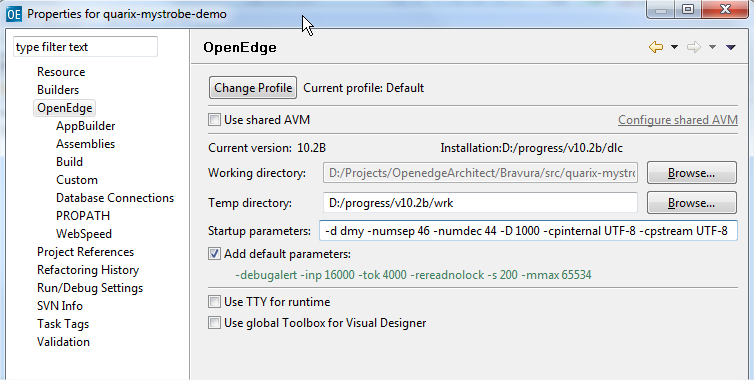 OE Properties for quarix-mystrobe-demo
type filter text
Resource
Builders
OpenEdge
AppBuilder
Assemblies
Build
Custom
Database Connections
PROPATH
WebSpeed
Project References
Refactoring History
Run/Debug Settings
SVN Info
Task Tags
Validation
OpenEdge
Change Profile Current profile: Default
Use shared AVM Configure shared AVM
Current version: 10.2B Installation:D:/progress/v10.2b/dlc
Working directory: D:/Projects/OpenedgeArchitect/Bravura/src/quarix-mystro Browse...
Temp directory: D:/progress/v10.2b/wrk Browse...
Startup parameters: -d dmy -numsep 46 -numdec 44 -D 1000 -cpinternal UTF-8 -cpstream UTF-8
Add default parameters:
-debugalert -inp 16000 -tok 4000 -rereadnolock -s 200 -mmax 65534
Use TTY for runtime
Use global Toolbox for Visual Designer